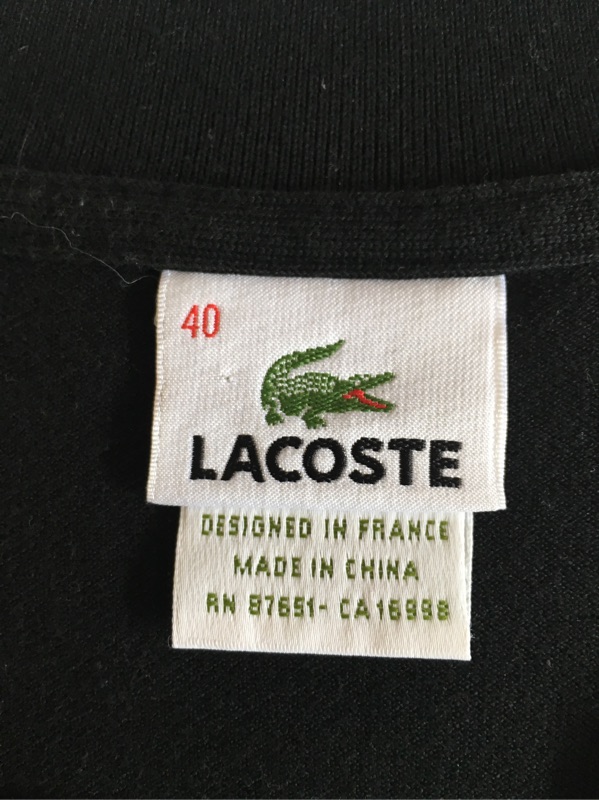 40
LACOSTE
DESIGNED IN FRANCE
MADE IN CHINA
RN 87651- CA16998